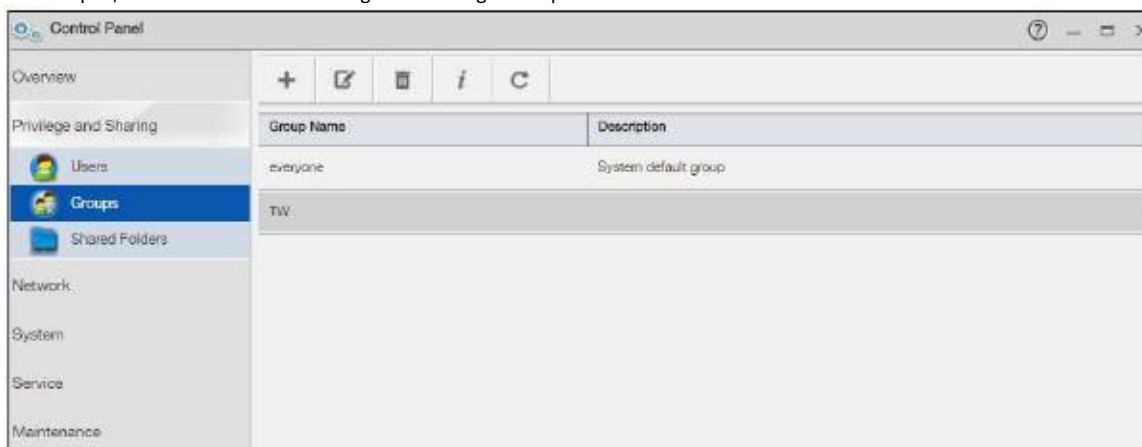 Control Panel
Overview
Privilege and Sharing
Users
Groups
Shared Folders
Network
System
Service
Maintenance
Group Name Description
everyone System default group
TW